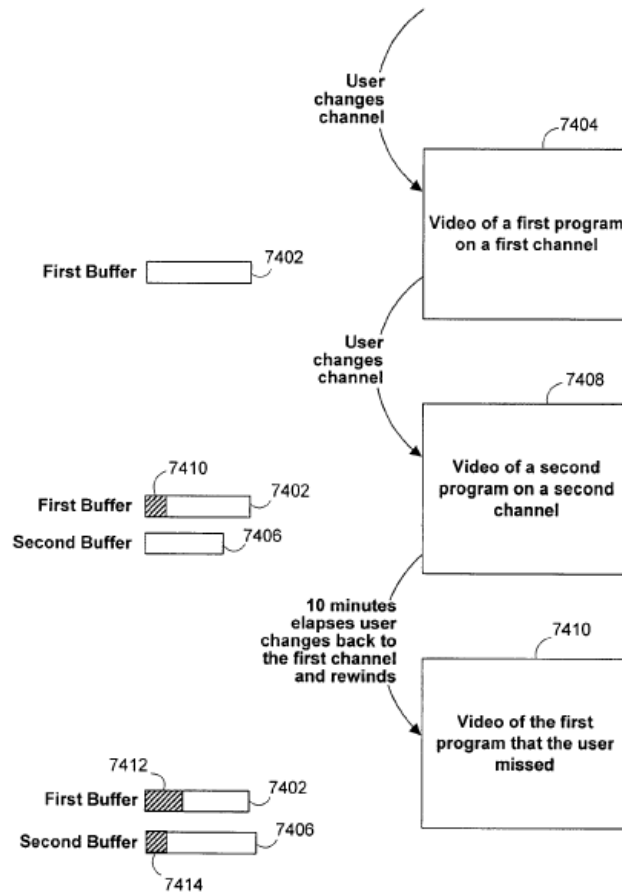 User
changes
channel
7404
Video of a first program
on a first channel
7402
First Buffer
User
changes
channel
7408
Video of a second
program on a second
channel
7410
First Buffer
7402
Second Buffer
7406
10 minutes
elapses user
changes back to
the first channel
and rewinds
7410
Video of the first
program that the user
missed
7412
First Buffer
7402
Second Buffer
7406
7414